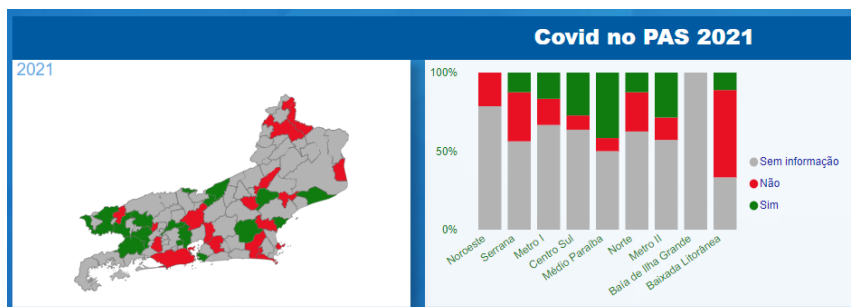 Covid no PAS 2021
2021
100%
50%
0%
Noroeste
Serrana
Metro I
Centro Sul
Médio Paraíba
Norte
Metro II
Baía de Ilha Grande
Baixada Litorânea
Sem informação
Não
Sim